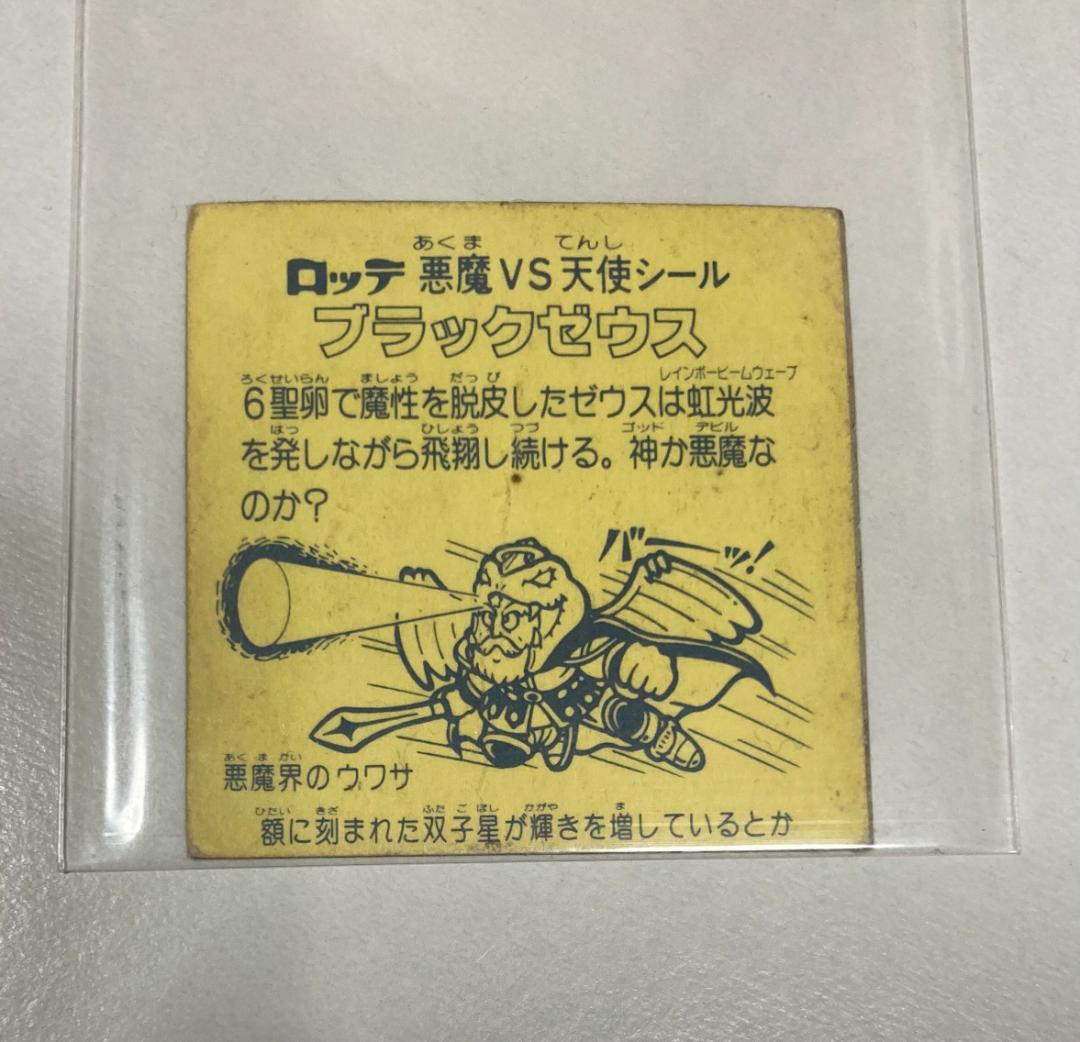 あくま てんし
ロッテ 悪魔VS天使シール
ブラックゼウス
ろくせいらん ましょう だっぴ レインボービームウェーブ
6聖卵で魔性を脱皮したゼウスは虹光波
はっ ひしょう つづ ゴッド デビル
を発しながら飛翔し続ける。神か悪魔な
のか?
バーッ!
あくまかい
悪魔界のウワサ
ひたい きざ ふたごぼし かがや ま
額に刻まれた双子星が輝きを増しているとか